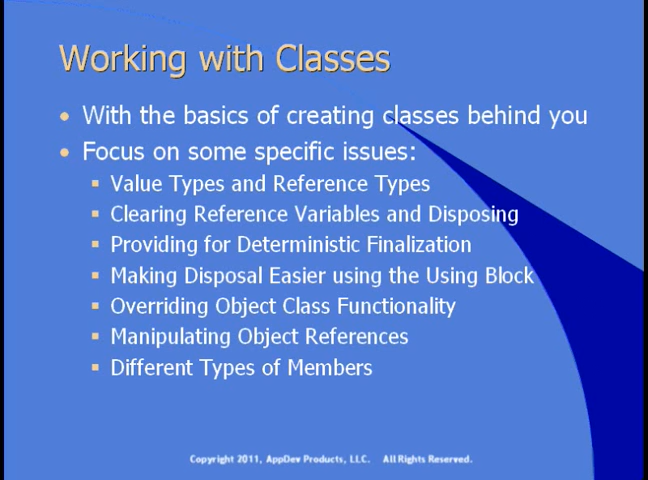 Working with Classes
• With the basics of creating classes behind you
• Focus on some specific issues:
▪ Value Types and Reference Types
▪ Clearing Reference Variables and Disposing
▪ Providing for Deterministic Finalization
▪ Making Disposal Easier using the Using Block
▪ Overriding Object Class Functionality
▪ Manipulating Object References
▪ Different Types of Members
Copyright 2011, AppDev Products, LLC. All Rights Reserved.